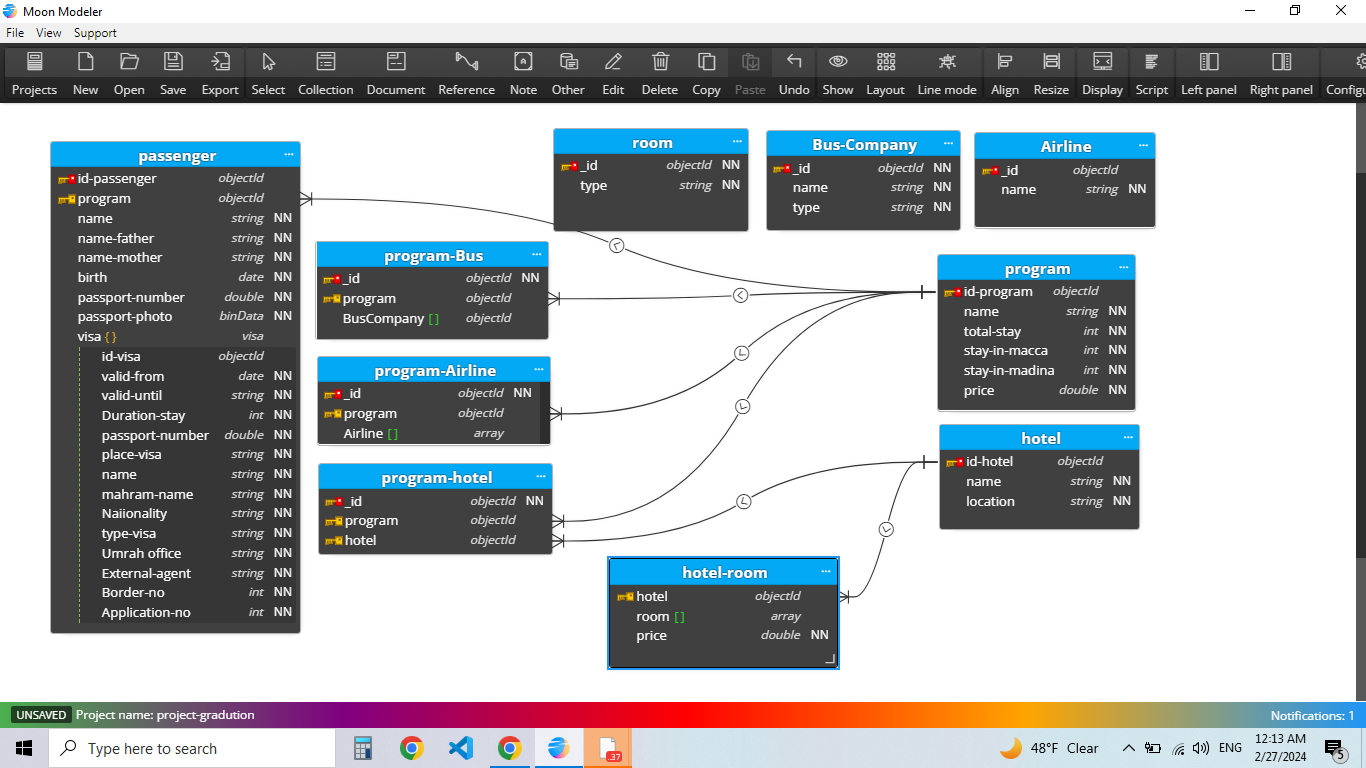 Moon Modeler
File View Support
Projects New Open Save Export Select Collection Document Reference Note Other Edit Delete Copy Paste Undo Show Layout Line mode Align Resize Display Script Left panel Right panel Configu
passenger
id-passenger objectId
program objectId
name string NN
name-father string NN
name-mother string NN
birth date NN
passport-number double NN
passport-photo binData NN
visa { } visa
id-visa objectId
valid-from date NN
valid-until string NN
Duration-stay int NN
passport-number double NN
place-visa string NN
name string NN
mahram-name string NN
Naiionality string NN
type-visa string NN
Umrah office string NN
External-agent string NN
Border-no int NN
Application-no int NN
room
_id objectId NN
type string NN
Bus-Company
_id objectId NN
name string NN
type string NN
Airline
_id objectId
name string NN
program-Bus
_id objectId NN
program objectId
BusCompany [ ] objectId
program-Airline
_id objectId NN
program objectId
Airline [ ] array
program-hotel
_id objectId NN
program objectId
hotel objectId
program
id-program objectId
name string NN
total-stay int NN
stay-in-macca int NN
stay-in-madina int NN
price double NN
hotel
id-hotel objectId
name string NN
location string NN
hotel-room
hotel objectId
room [ ] array
price double NN
UNSAVED Project name: project-gradution Notifications: 1
Type here to search
.37
48°F Clear
ENG
12:13 AM
2/27/2024
5